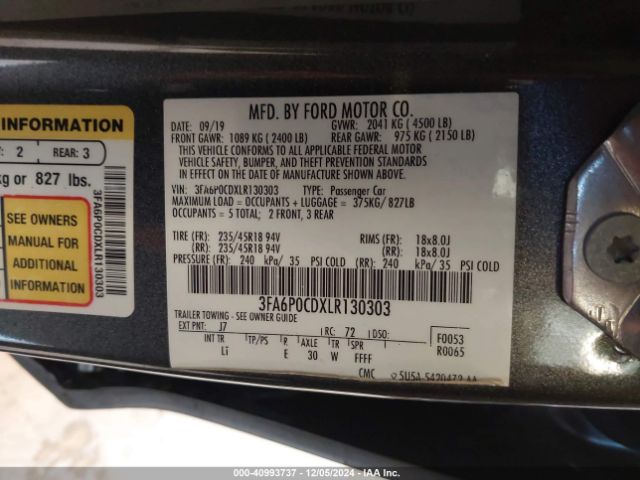 MFD. BY FORD MOTOR CO.
DATE: 09/19 GVWR: 2041 KG ( 4500 LB)
FRONT GAWR: 1089 KG ( 2400 LB) REAR GAWR: 975 KG ( 2150 LB)
THIS VEHICLE CONFORMS TO ALL APPLICABLE FEDERAL MOTOR
VEHICLE SAFETY, BUMPER, AND THEFT PREVENTION STANDARDS
IN EFFECT ON THE DATE OF MANUFACTURE SHOWN ABOVE.
VIN: 3FA6P0CDXLR130303 TYPE: Passenger Car
MAXIMUM LOAD = OCCUPANTS + LUGGAGE = 375KG/ 827LB
OCCUPANTS = 5 TOTAL; 2 FRONT, 3 REAR
TIRE (FR): 235/45R18 94V RIMS (FR): 18x8.0J
(RR): 235/45R18 94V (RR): 18x8.0J
PRESSURE (FR): 240 kPa/ 35 PSI COLD (RR): 240 kPa/ 35 PSI COLD
3FA6P0CDXLR130303
TRAILER TOWING - SEE OWNER GUIDE
EXT PNT: J7 RC: 72 DSO: F0053
INT TR TP/PS R AXLE TR SPR R0065
Li E 30 W FFFF
CMC
INFORMATION
2 REAR: 3
kg or 827 lbs.
SEE OWNERS
MANUAL FOR
ADDITIONAL
INFORMATION
3FA6P0CDXLR130303
000-40993737 - 12/05/2024 - IAA Inc.